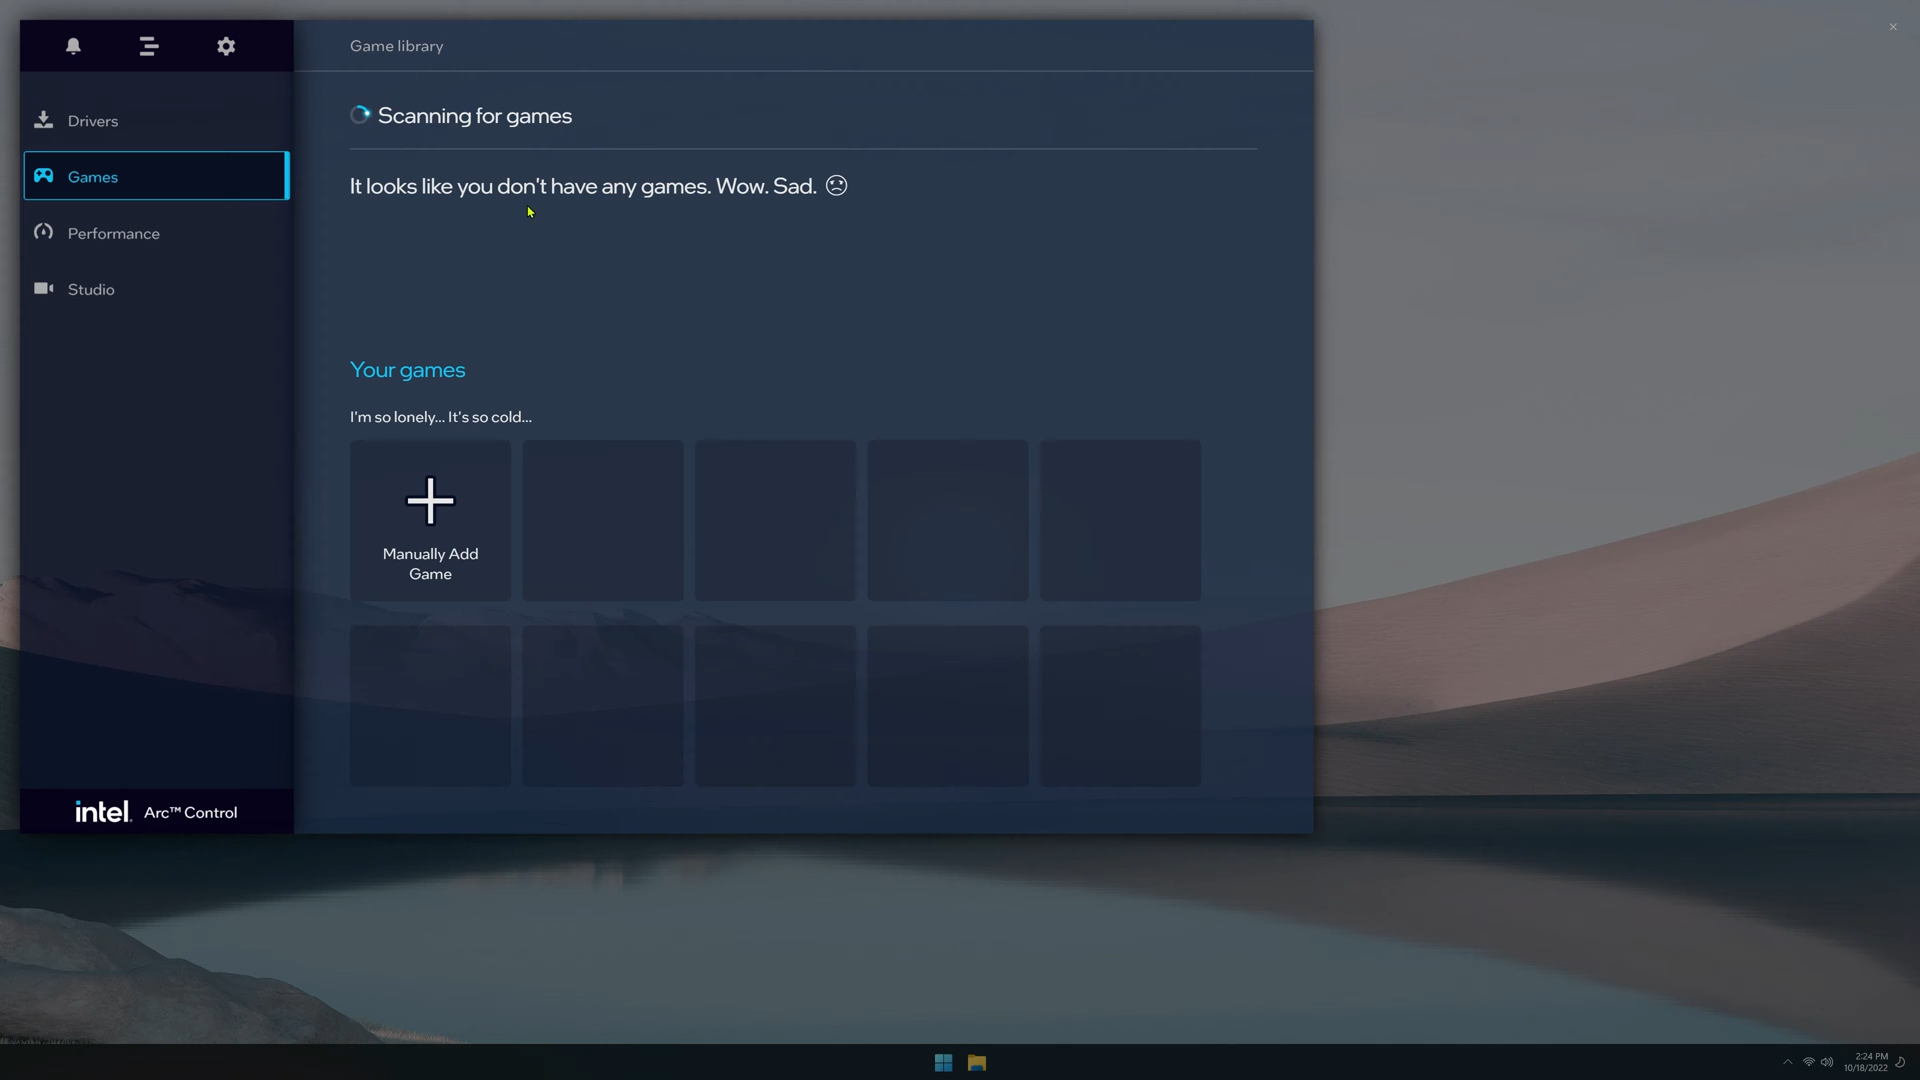 Game library
Drivers
Games
Performance
Studio
Scanning for games
It looks like you don't have any games. Wow. Sad.
Your games
I'm so lonely... It's so cold...
Manually Add
Game
intel. Arc™ Control
2:24 PM
10/18/2022